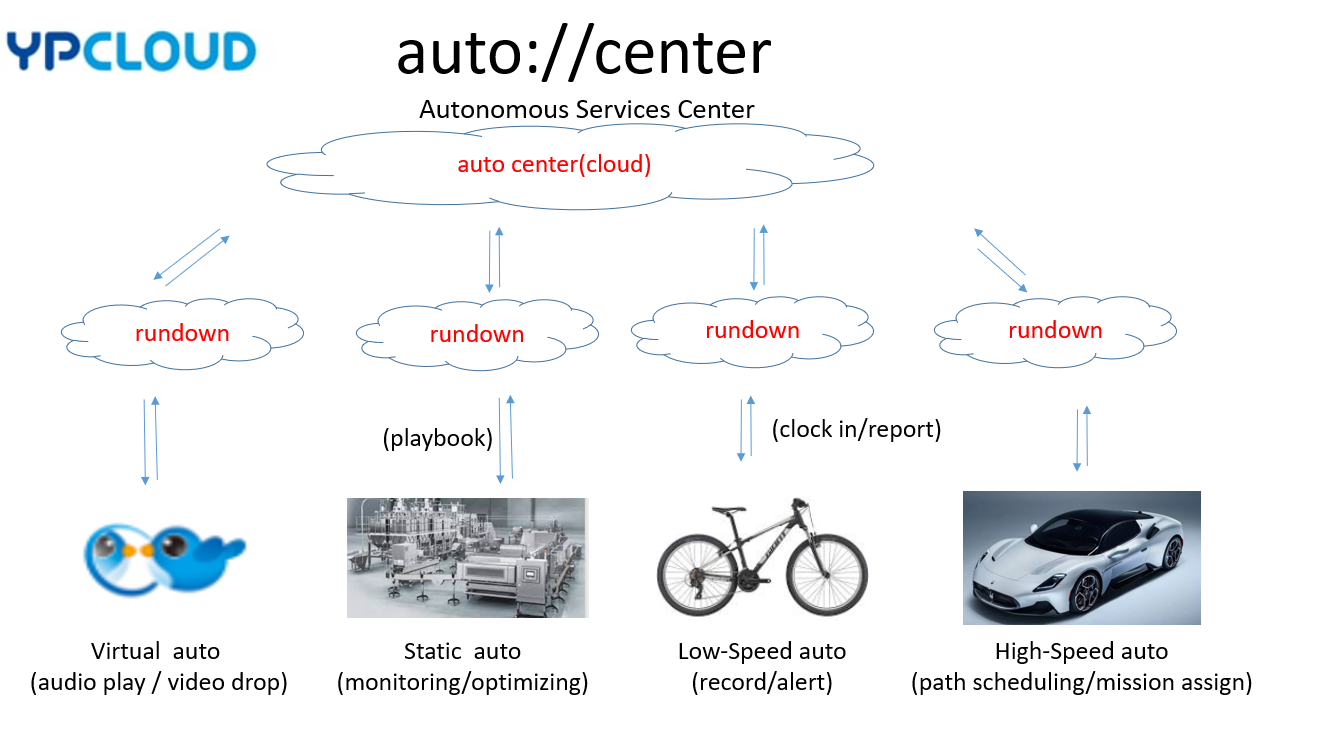 YPCLOUD
auto://center
Autonomous Services Center
auto center(cloud)
rundown
rundown
rundown
rundown
(playbook)
(clock in/report)
GIANT
Virtual auto
(audio play / video drop)
Static auto
(monitoring/optimizing)
Low-Speed auto
(record/alert)
High-Speed auto
(path scheduling/mission assign)